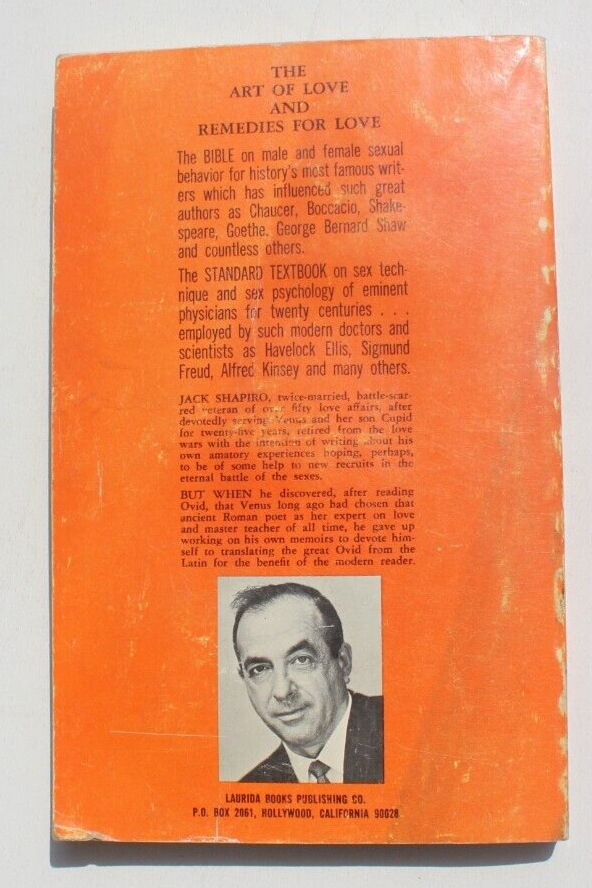 THE
ART OF LOVE
AND
REMEDIES FOR LOVE
The BIBLE on male and female sexual
behavior for history's most famous writ-
ers which has influenced such great
authors as Chaucer, Boccacio, Shake-
speare, Goethe, George Bernard Shaw
and countless others.
The STANDARD TEXTBOOK on sex tech-
nique and sex psychology of eminent
physicians for twenty centuries . . .
employed by such modern doctors and
scientists as Havelock Ellis, Sigmund
Freud, Alfred Kinsey and many others.
JACK SHAPIRO, twice-married, battle-scar-
red veteran of over fifty love affairs, after
devotedly serving Venus and her son Cupid
for twenty-five years, retired from the love
wars with the intention of writing about his
own amatory experiences hoping, perhaps,
to be of some help to new recruits in the
eternal battle of the sexes.
BUT WHEN he discovered, after reading
Ovid, that Venus long ago had chosen that
ancient Roman poet as her expert on love
and master teacher of all time, he gave up
working on his own memoirs to devote him-
self to translating the great Ovid from the
Latin for the benefit of the modern reader.
LAURIDA BOOKS PUBLISHING CO.
P.O. BOX 2061, HOLLYWOOD, CALIFORNIA 90028